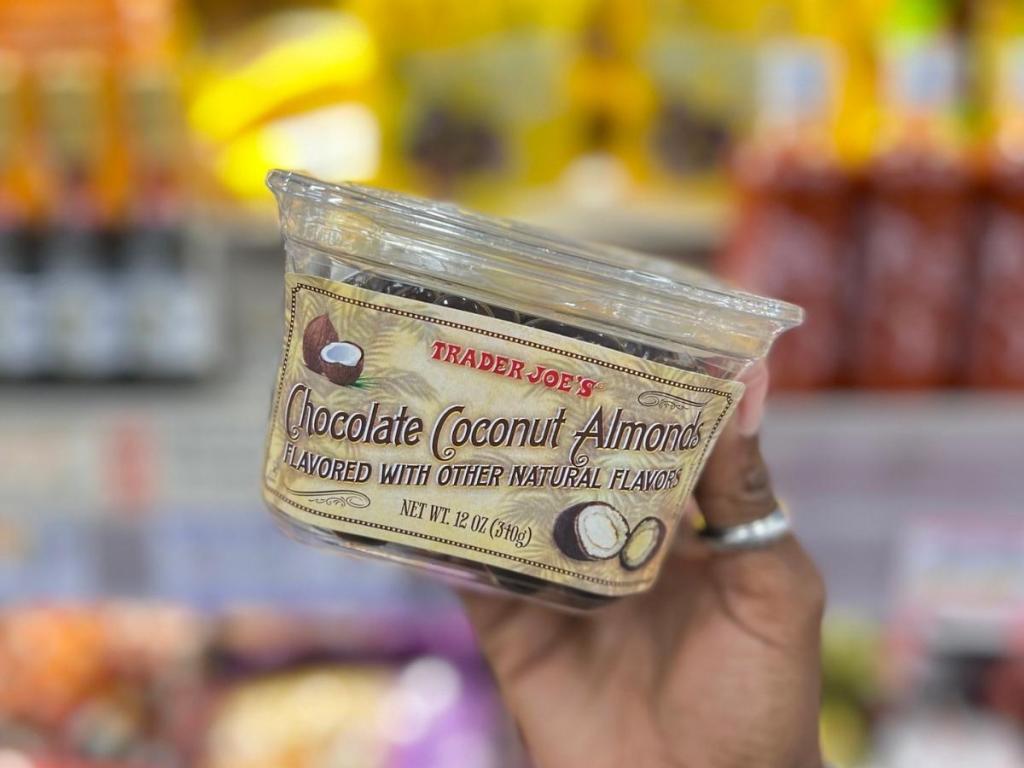 TRADER JOE'S
Chocolate Coconut Almonds
FLAVORED WITH OTHER NATURAL FLAVORS
NET WT. 12 OZ (340g)